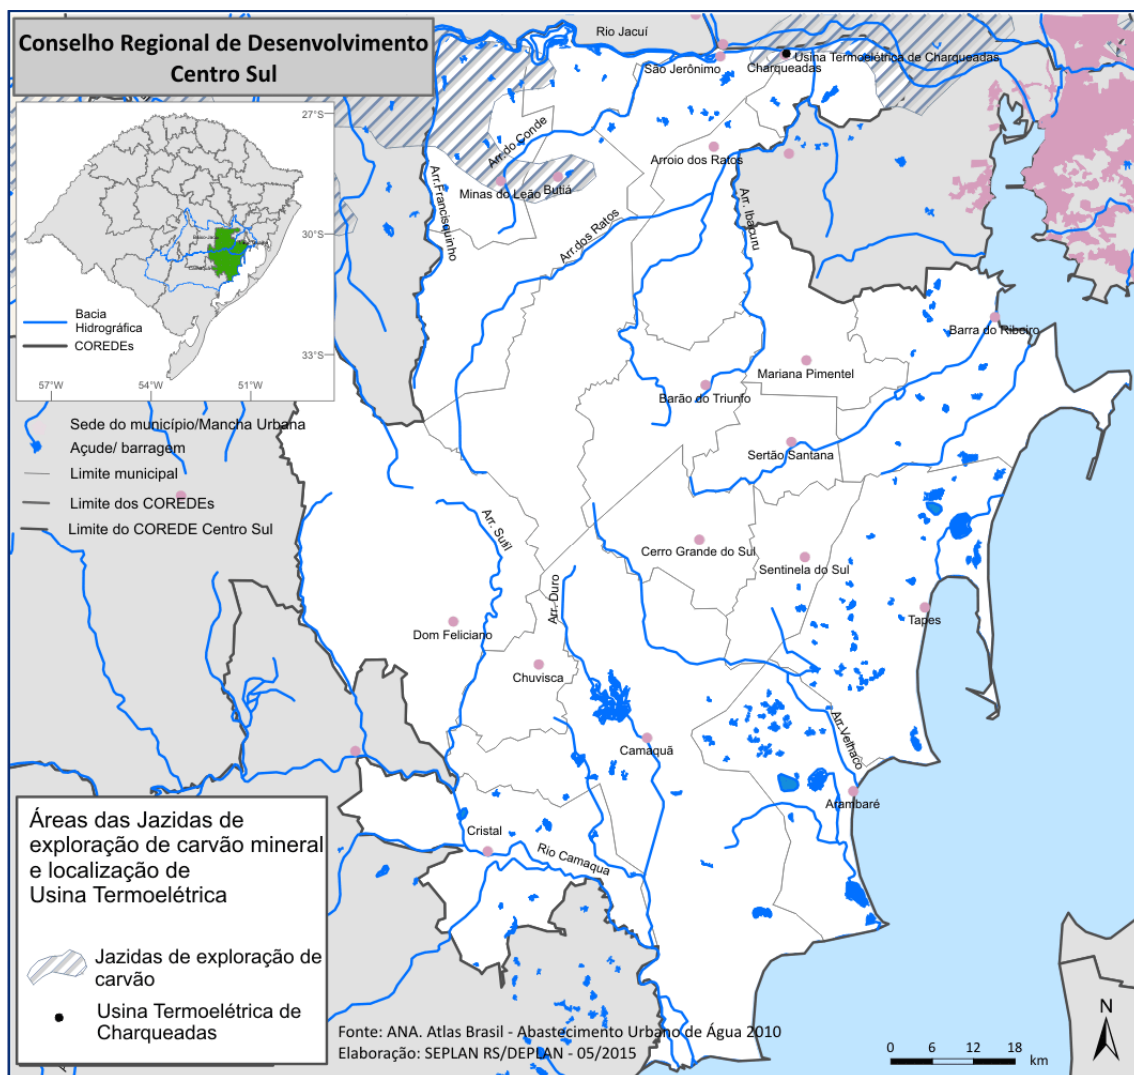 Conselho Regional de Desenvolvimento
Centro Sul
Rio Jacuí
São Jerônimo
Charqueadas
Usina Termoelétrica de Charqueadas
27°S
30°S
33°S
57°W
54°W
51°W
Bacia
Hidrográfica
COREDEs
Arr.do Conde
Arroio dos Ratos
Minas do Leão
Butiá
Arr.Francisquinho
Arr.dos Ratos
Arr. Ibacuru
Barra do Ribeiro
Mariana Pimentel
Barão do Triunfo
Sertão Santana
Sede do município/Mancha Urbana
Açude/ barragem
Limite municipal
Limite dos COREDEs
Limite do COREDE Centro Sul
Arr. Sutil
Cerro Grande do Sul
Sentinela do Sul
Arr. Duro
Tapes
Dom Feliciano
Chuvisca
Camaquã
Arr.Velhaco
Arambaré
Cristal
Rio Camaqua
Áreas das Jazidas de
exploração de carvão mineral
e localização de
Usina Termoelétrica
Jazidas de exploração de
carvão
Usina Termoelétrica de
Charqueadas
Fonte: ANA. Atlas Brasil - Abastecimento Urbano de Água 2010
Elaboração: SEPLAN RS/DEPLAN - 05/2015
N
0 6 12 18
km